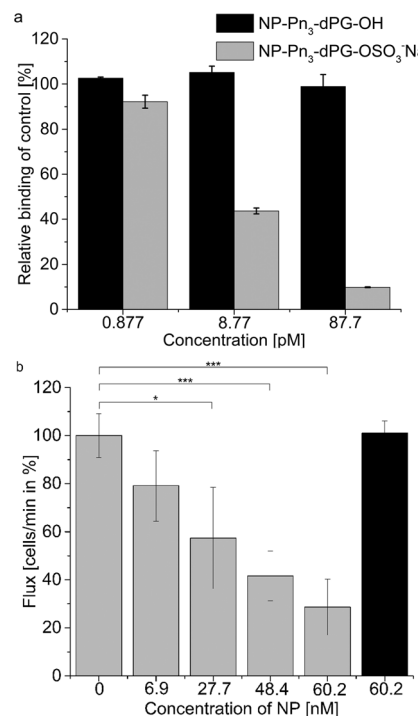 a
NP-Pn₃-dPG-OH
NP-Pn₃-dPG-OSO₃⁻N
Relative binding of control [%]
120
100
80
60
40
20
0
0.877 8.77 87.7
Concentration [pM]
b
***
***
*
Flux [cells/min in %]
120
100
80
60
40
20
0
0 6.9 27.7 48.4 60.2 60.2
Concentration of NP [nM]